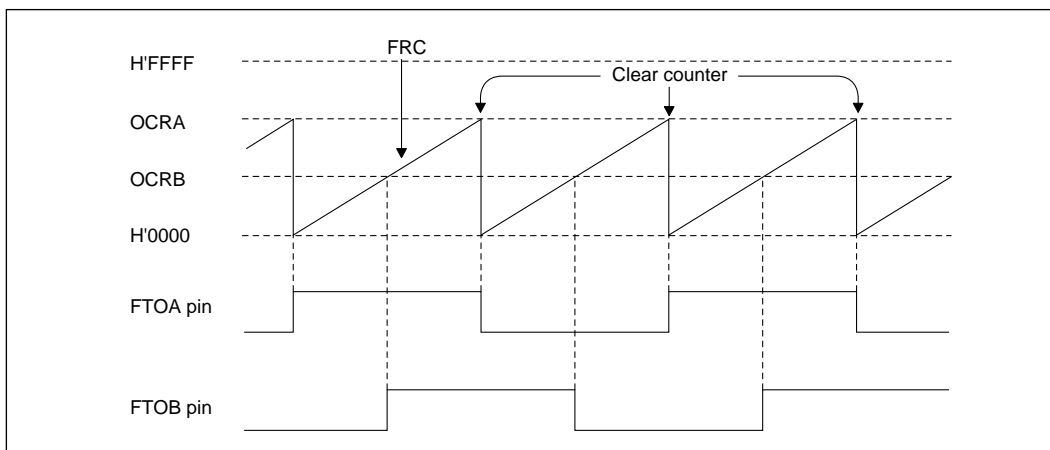 FRC
H'FFFF
Clear counter
OCRA
OCRB
H'0000
FTOA pin
FTOB pin